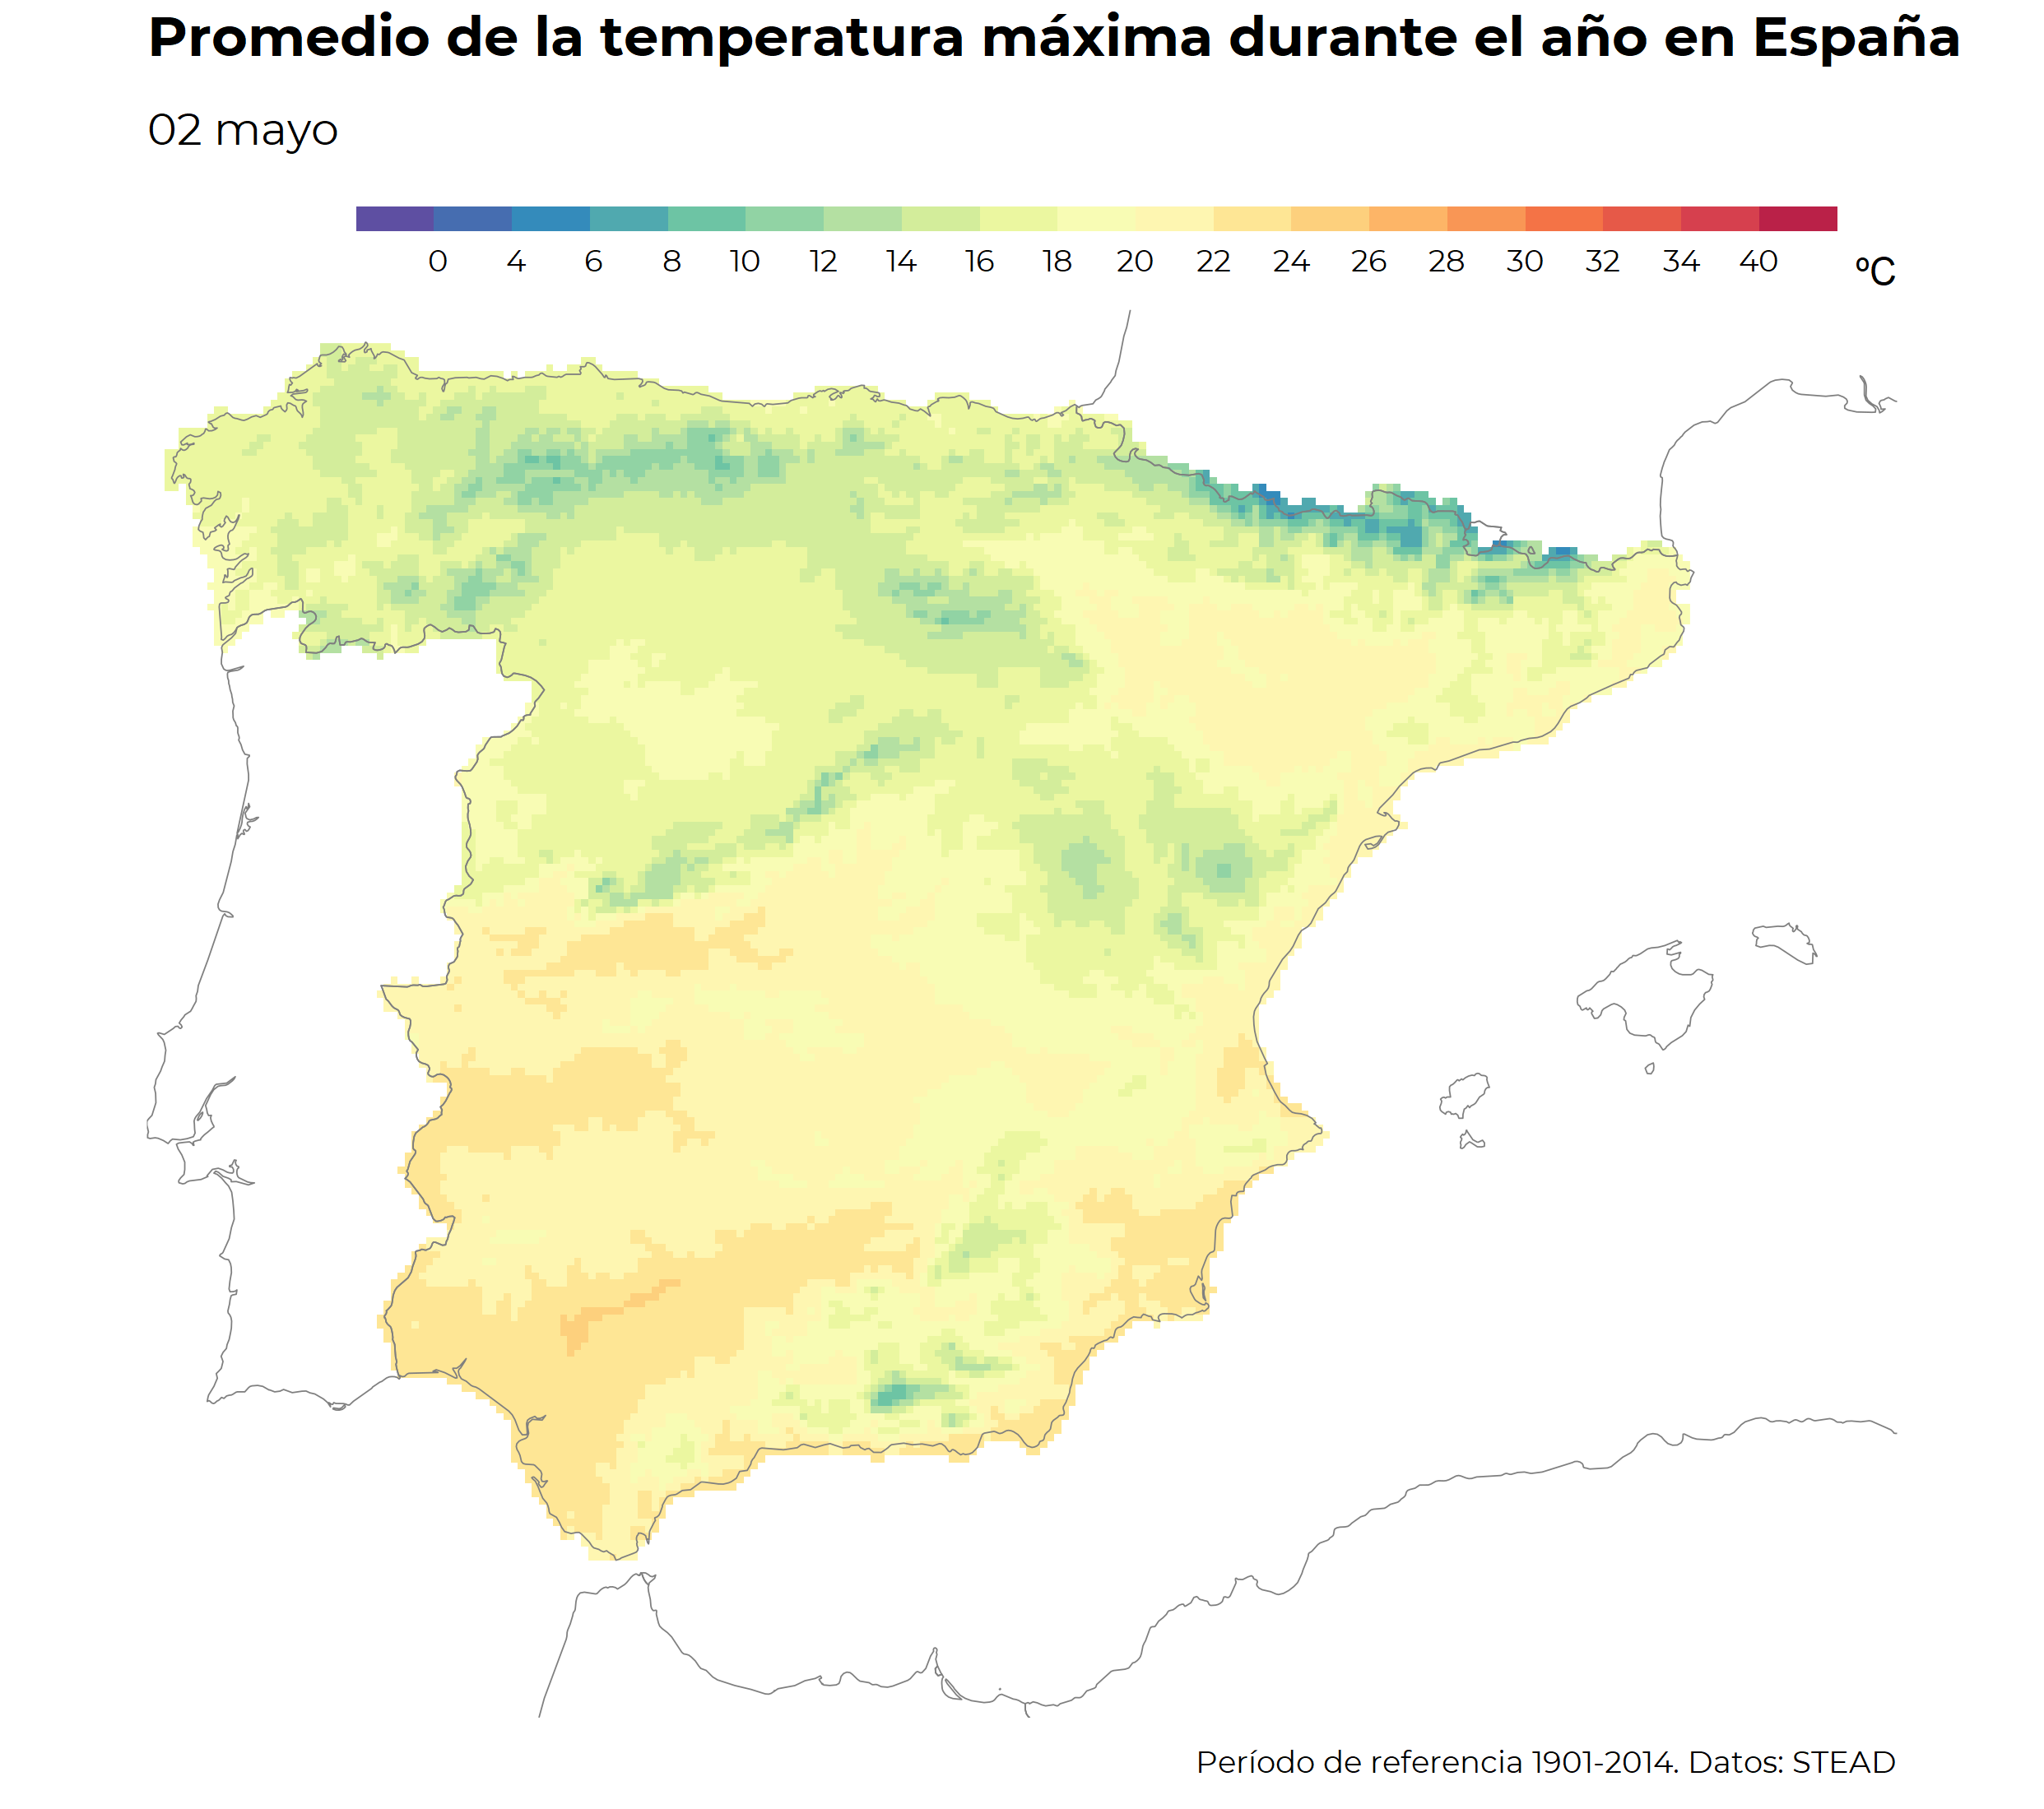 Promedio de la temperatura máxima durante el año en España
02 mayo
0 4 6 8 10 12 14 16 18 20 22 24 26 28 30 32 34 40 ºC
Período de referencia 1901-2014. Datos: STEAD